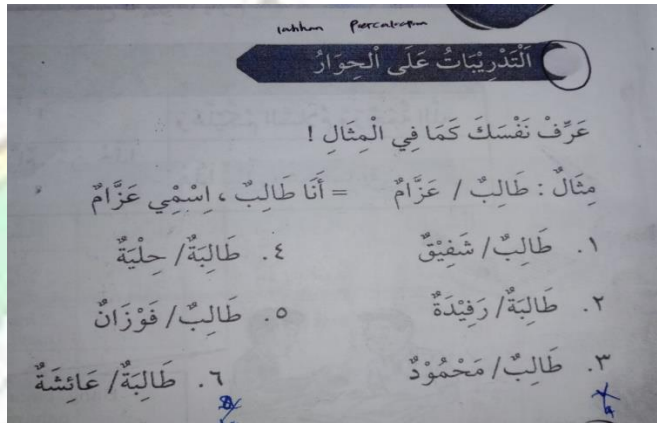 latihan Percakapan
اَلتَّدْرِيْبَاتُ عَلَى اْلحِوَارُ
عَرِّفْ نَفْسَكَ كَمَا فِي الْمِثَالِ !
مِثَالٌ : طَالِبٌ / عَزَّامٌ = أَنَا طَالِبٌ ، اِسْمْيِ عَزَّامٌ
١. طَالِبٌ/ شَفِيْقٌ ٤. طَالِبَةٌ/ حِلْيَةٌ
٢. طَالِبَةٌ/ رَفِيْدَةٌ ٥. طَالِبٌ/ فَوْزَانٌ
٣. طَالِبٌ/ مَحْمُوْدٌ ٦. طَالِبَةٌ/ عَائِشَةٌ